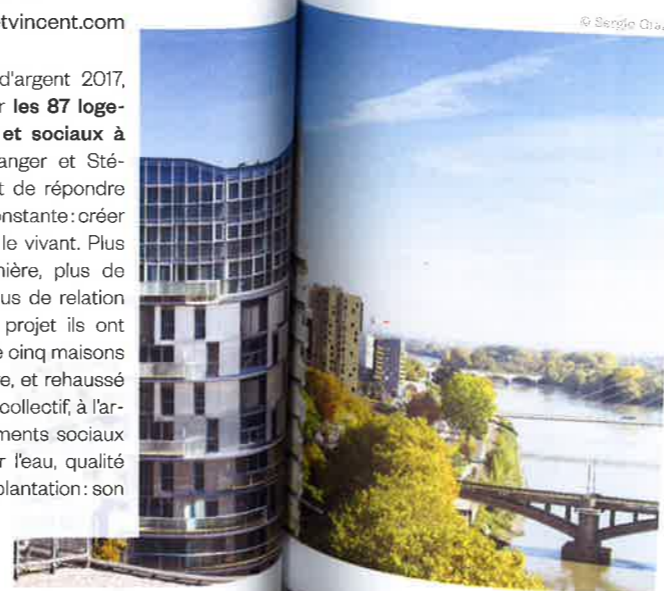 etvincent.com
© Sergio Gra
d'argent 2017,
r les 87 loge-
et sociaux à
anger et Sté-
t de répondre
onstante : créer
le vivant. Plus
nière, plus de
us de relation
projet ils ont
e cinq maisons
e, et rehaussé
collectif, à l'ar-
ments sociaux
r l'eau, qualité
plantation : son